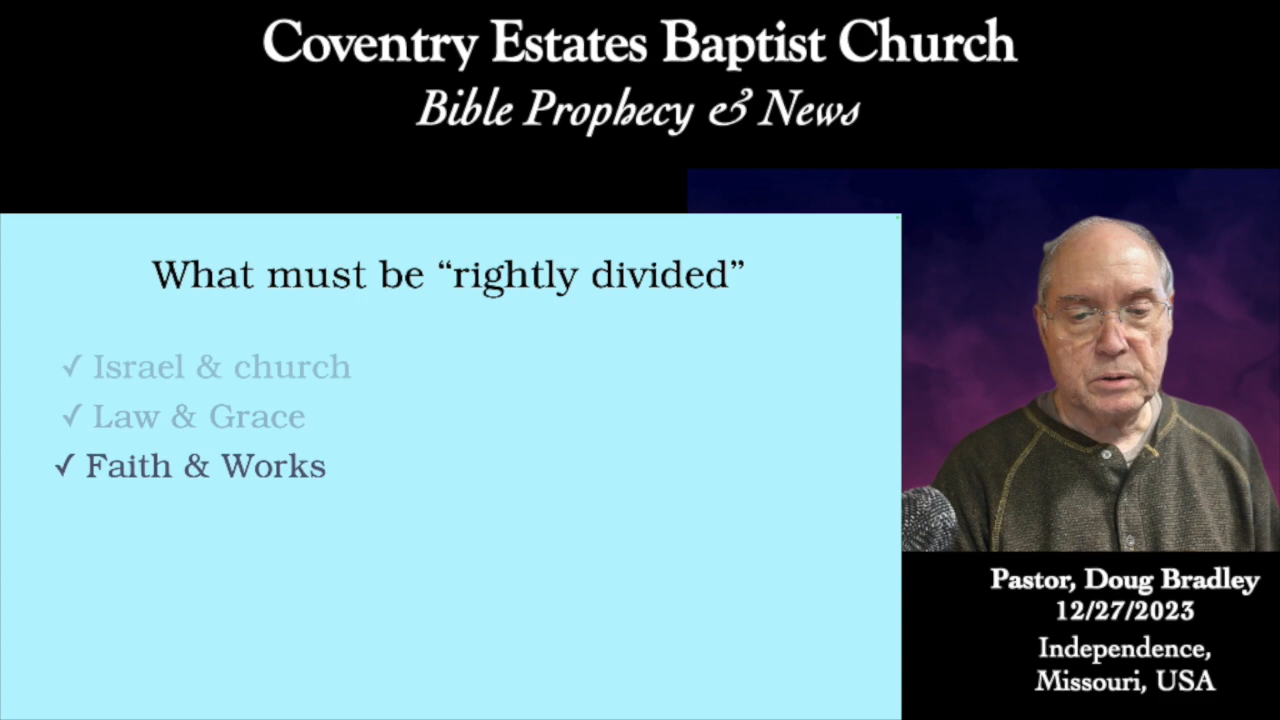 Coventry Estates Baptist Church
Bible Prophecy & News
What must be “rightly divided”
✓ Israel & church
✓ Law & Grace
✓ Faith & Works
Pastor, Doug Bradley
12/27/2023
Independence,
Missouri, USA